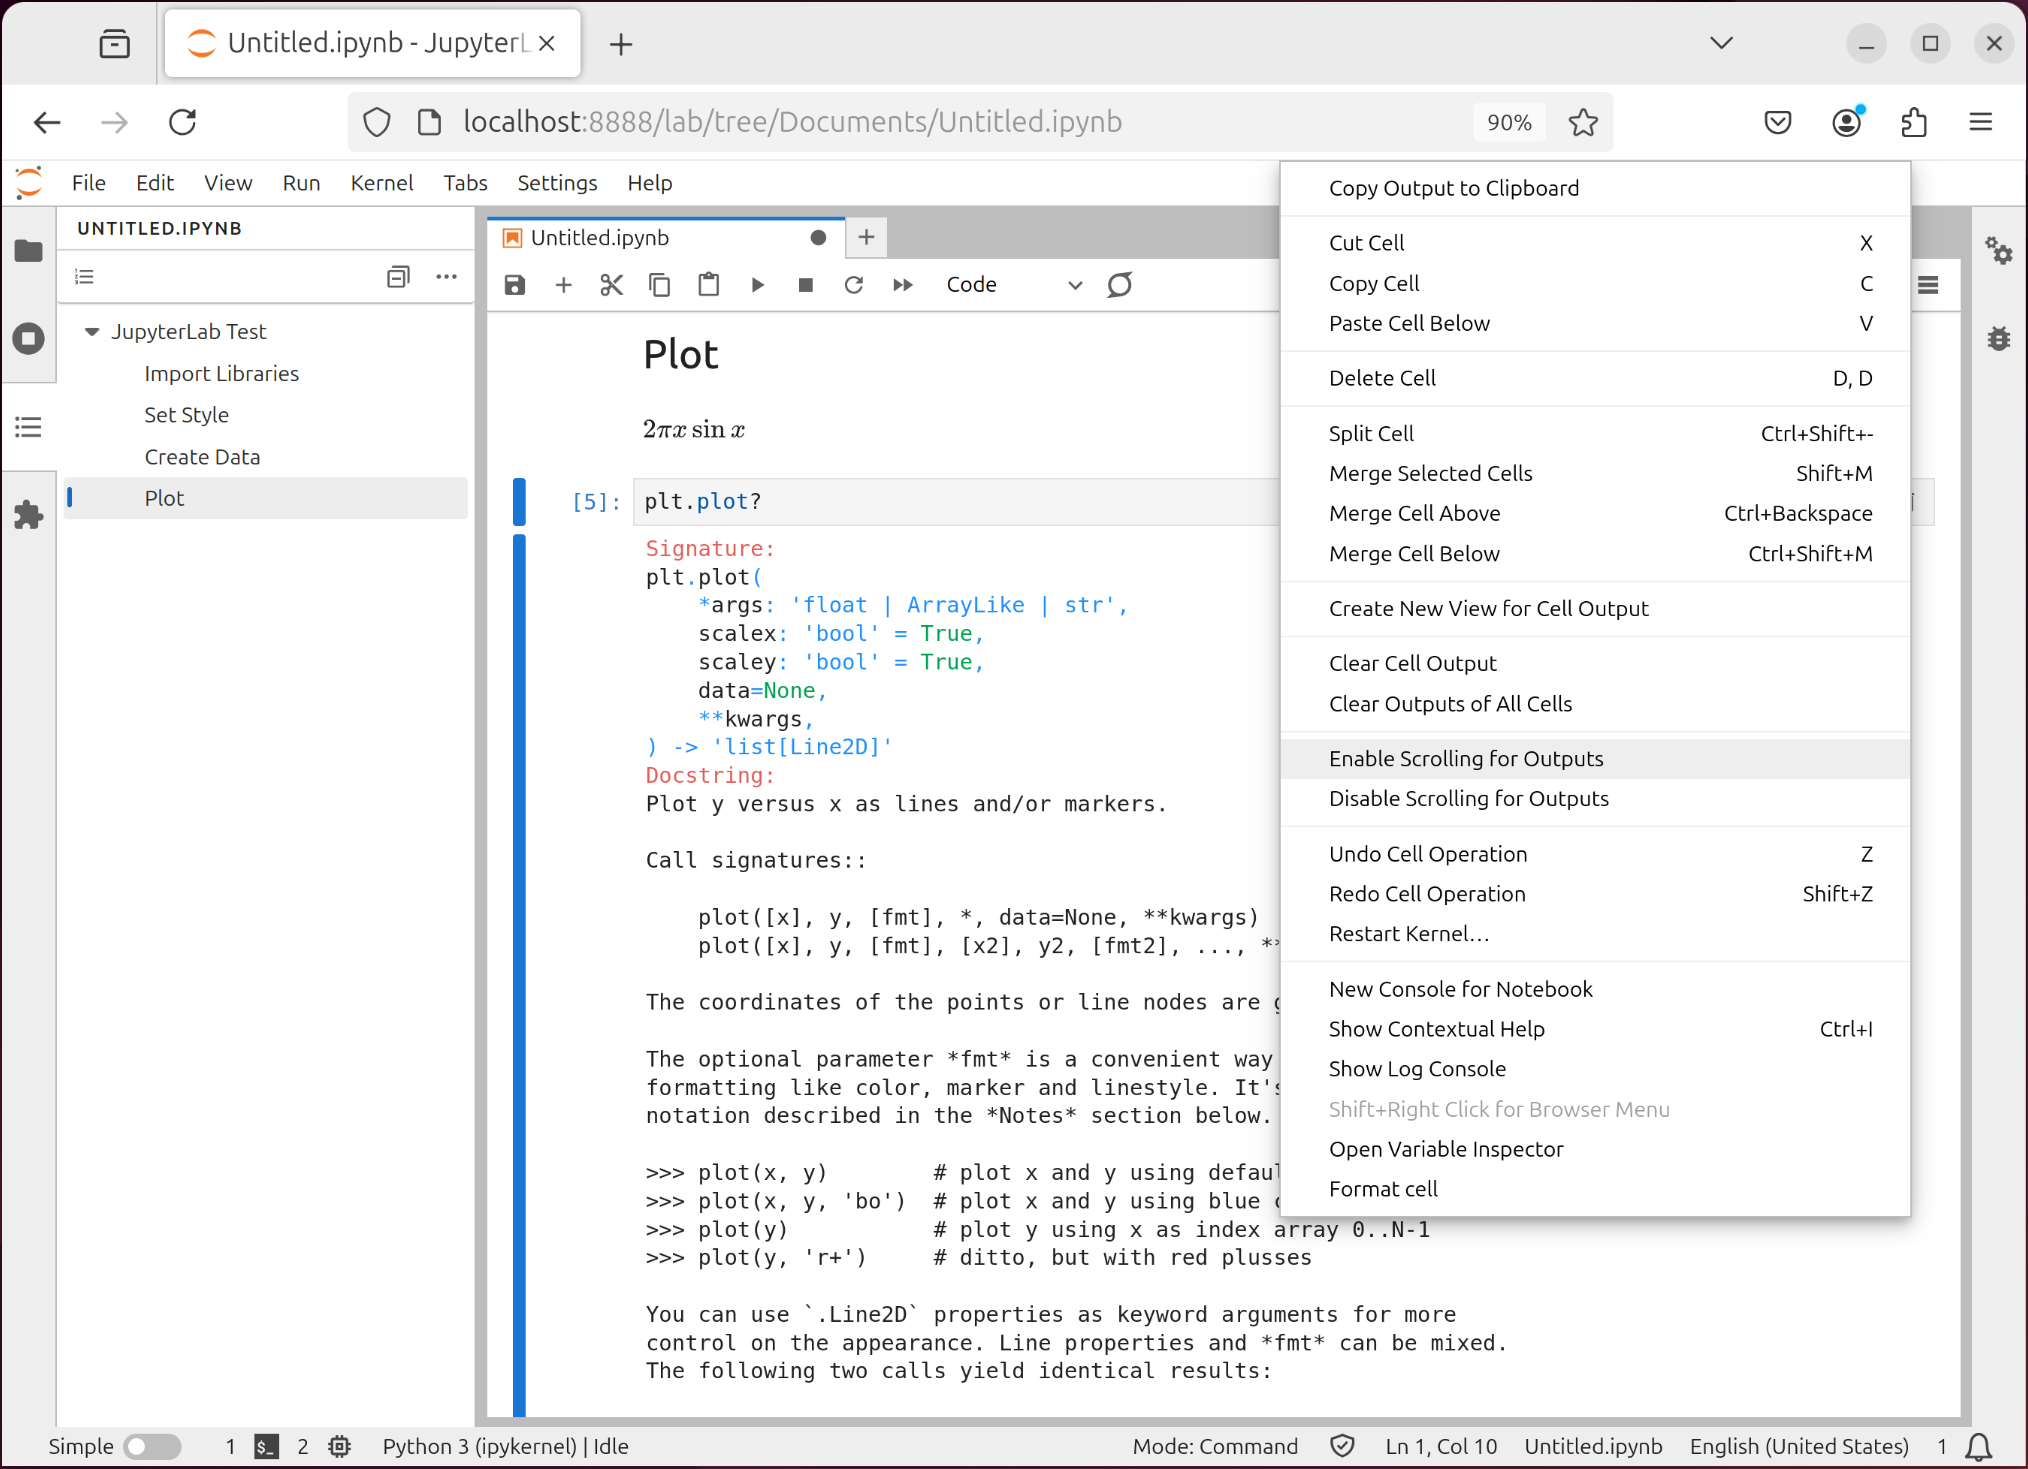 Untitled.ipynb - JupyterL
localhost:8888/lab/tree/Documents/Untitled.ipynb
90%
File Edit View Run Kernel Tabs Settings Help
UNTITLED.IPYNB
JupyterLab Test
Import Libraries
Set Style
Create Data
Plot
Untitled.ipynb
Code
Plot
2πx sin x
[5]: plt.plot?
Signature:
plt.plot(
    *args: 'float | ArrayLike | str',
    scalex: 'bool' = True,
    scaley: 'bool' = True,
    data=None,
    **kwargs,
) -> 'list[Line2D]'
Docstring:
Plot y versus x as lines and/or markers.
Call signatures::
    plot([x], y, [fmt], *, data=None, **kwargs)
    plot([x], y, [fmt], [x2], y2, [fmt2], ..., *
The coordinates of the points or line nodes are
The optional parameter *fmt* is a convenient way
formatting like color, marker and linestyle. It's
notation described in the *Notes* section below.
>>> plot(x, y)        # plot x and y using defaul
>>> plot(x, y, 'bo')  # plot x and y using blue
>>> plot(y)           # plot y using x as index array 0..N-1
>>> plot(y, 'r+')     # ditto, but with red plusses
You can use `.Line2D` properties as keyword arguments for more
control on the appearance. Line properties and *fmt* can be mixed.
The following two calls yield identical results:
Copy Output to Clipboard
Cut Cell X
Copy Cell C
Paste Cell Below V
Delete Cell D, D
Split Cell Ctrl+Shift+-
Merge Selected Cells Shift+M
Merge Cell Above Ctrl+Backspace
Merge Cell Below Ctrl+Shift+M
Create New View for Cell Output
Clear Cell Output
Clear Outputs of All Cells
Enable Scrolling for Outputs
Disable Scrolling for Outputs
Undo Cell Operation Z
Redo Cell Operation Shift+Z
Restart Kernel…
New Console for Notebook
Show Contextual Help Ctrl+I
Show Log Console
Shift+Right Click for Browser Menu
Open Variable Inspector
Format cell
Simple 1 $_ 2 Python 3 (ipykernel) | Idle Mode: Command Ln 1, Col 10 Untitled.ipynb English (United States) 1